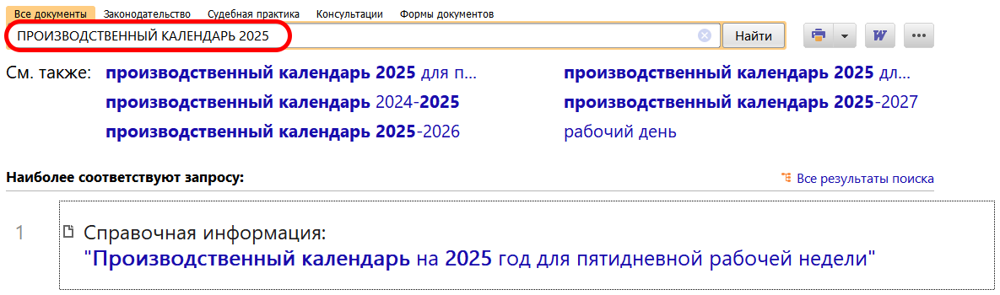 Все документы Законодательство Судебная практика Консультации Формы документов
ПРОИЗВОДСТВЕННЫЙ КАЛЕНДАРЬ 2025 Найти W
См. также: производственный календарь 2025 для п... производственный календарь 2025 дл...
производственный календарь 2024-2025 производственный календарь 2025-2027
производственный календарь 2025-2026 рабочий день
Наиболее соответствуют запросу: Все результаты поиска
1 Справочная информация:
"Производственный календарь на 2025 год для пятидневной рабочей недели"